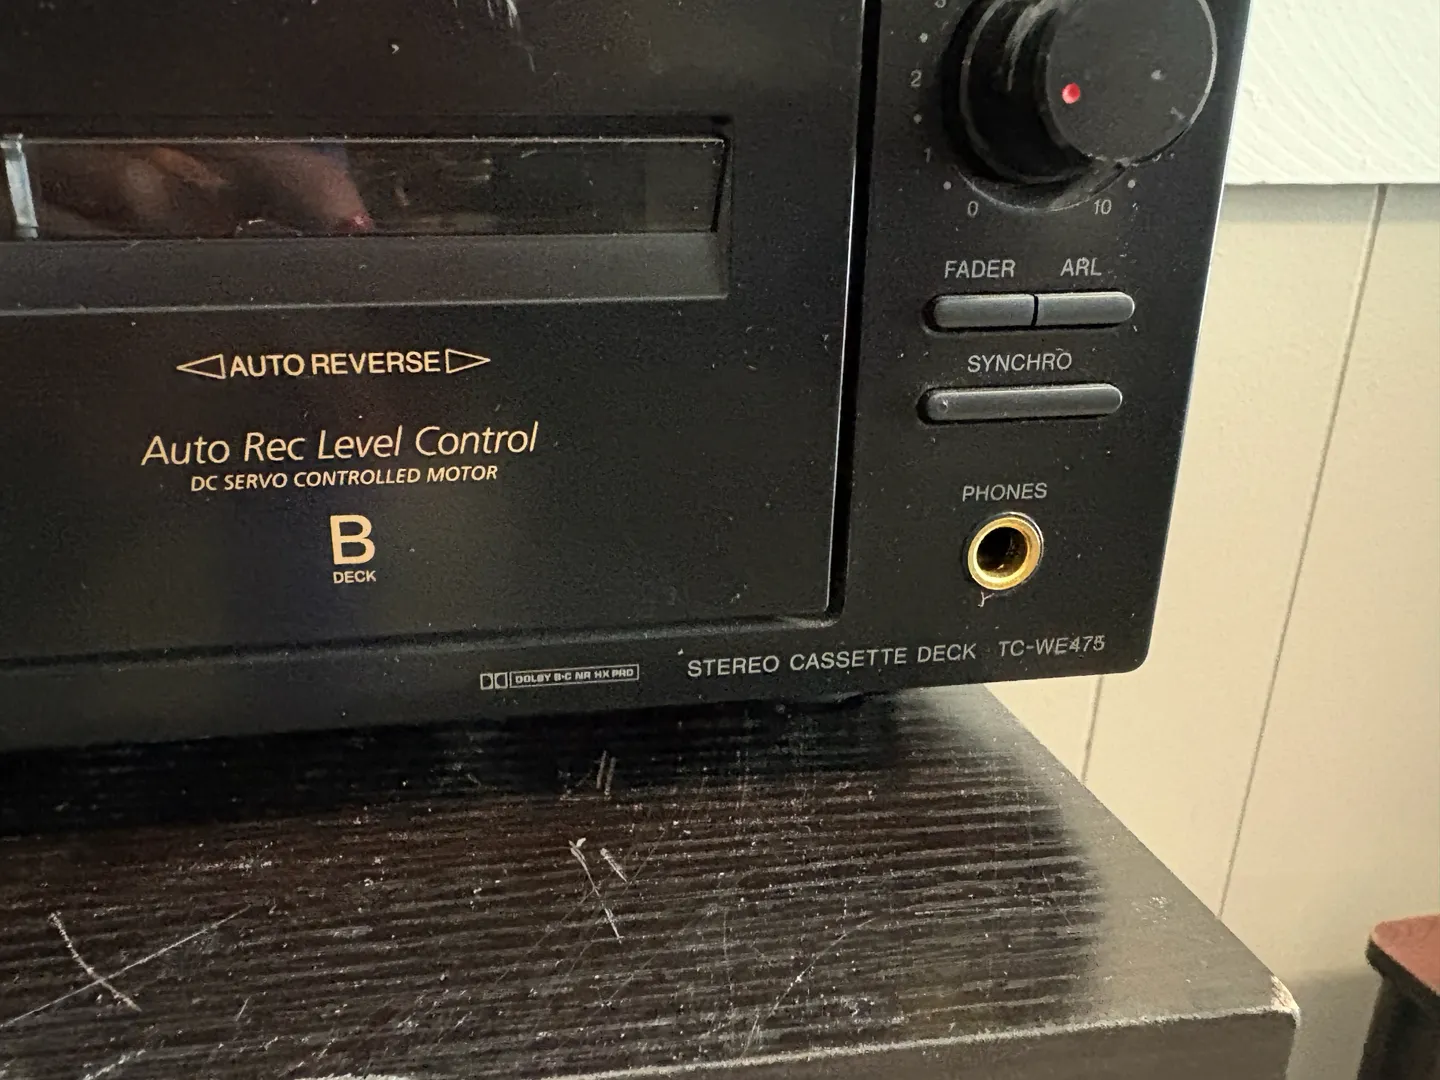 3
2
1
0
10
FADER ARL
SYNCHRO
PHONES
AUTO REVERSE
Auto Rec Level Control
DC SERVO CONTROLLED MOTOR
B
DECK
DOLBY B·C NR HX PRO
STEREO CASSETTE DECK TC-WE475